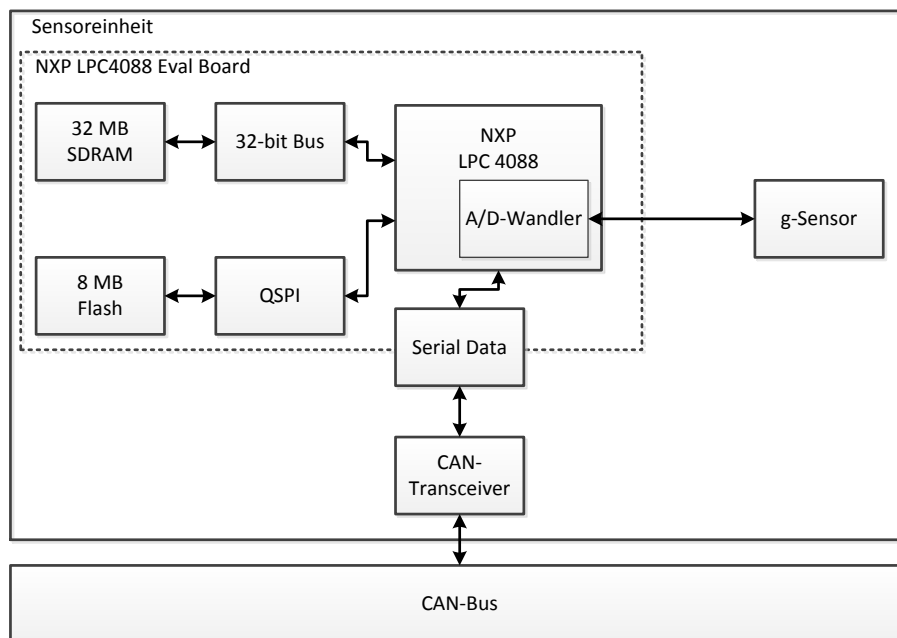 Sensoreinheit
NXP LPC4088 Eval Board
32 MB
SDRAM
32-bit Bus
NXP
LPC 4088
A/D-Wandler
g-Sensor
8 MB
Flash
QSPI
Serial Data
CAN-
Transceiver
CAN-Bus